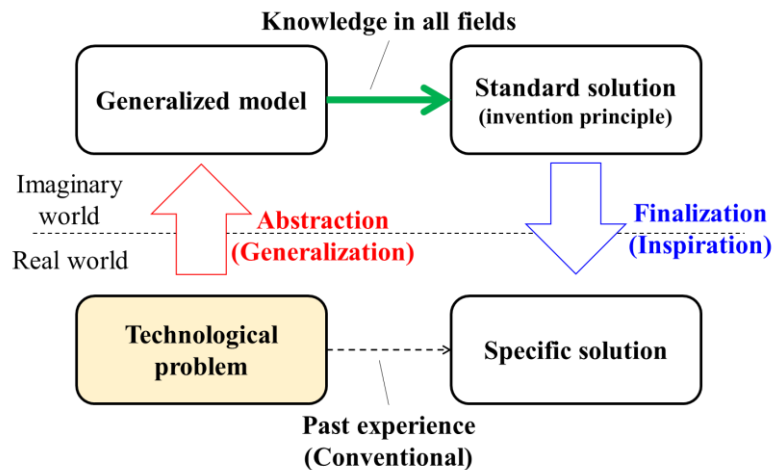 Knowledge in all fields
Generalized model
Standard solution
(invention principle)
Imaginary
world
Abstraction
(Generalization)
Finalization
(Inspiration)
Real world
Technological
problem
Specific solution
Past experience
(Conventional)